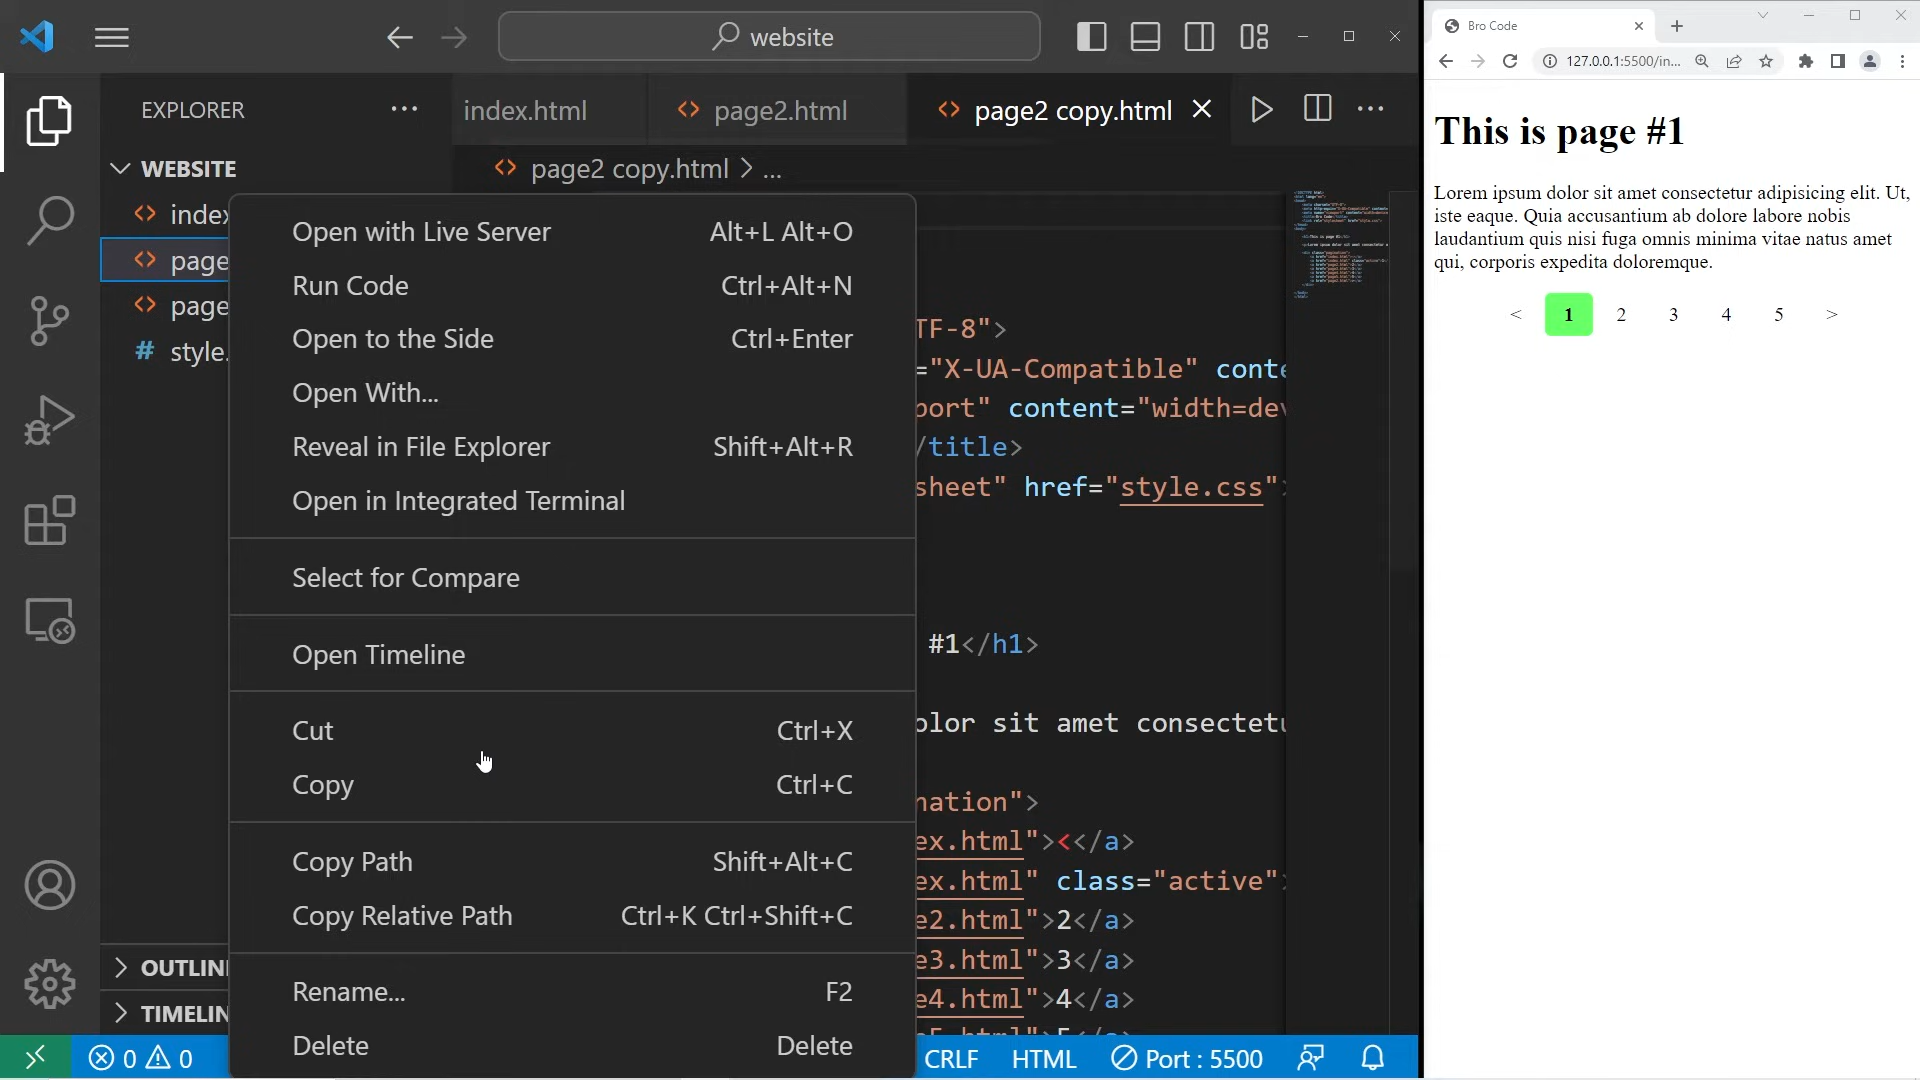 website
EXPLORER
WEBSITE
index
page
page
style.
OUTLIN
TIMELIN
0 0
index.html
page2.html
page2 copy.html
page2 copy.html > ...
Open with Live Server Alt+L Alt+O
Run Code Ctrl+Alt+N
Open to the Side Ctrl+Enter
Open With...
Reveal in File Explorer Shift+Alt+R
Open in Integrated Terminal
Select for Compare
Open Timeline
Cut Ctrl+X
Copy Ctrl+C
Copy Path Shift+Alt+C
Copy Relative Path Ctrl+K Ctrl+Shift+C
Rename... F2
Delete Delete
TF-8">
="X-UA-Compatible" conte
port" content="width=dev
/title>
sheet" href="style.css">
#1</h1>
olor sit amet consectetu
nation">
ex.html"><</a>
ex.html" class="active">
e2.html">2</a>
e3.html">3</a>
e4.html">4</a>
e5.html">5</a>
CRLF HTML Port : 5500
Bro Code
127.0.0.1:5500/in...
This is page #1
Lorem ipsum dolor sit amet consectetur adipisicing elit. Ut,
iste eaque. Quia accusantium ab dolore labore nobis
laudantium quis nisi fuga omnis minima vitae natus amet
qui, corporis expedita doloremque.
< 1 2 3 4 5 >